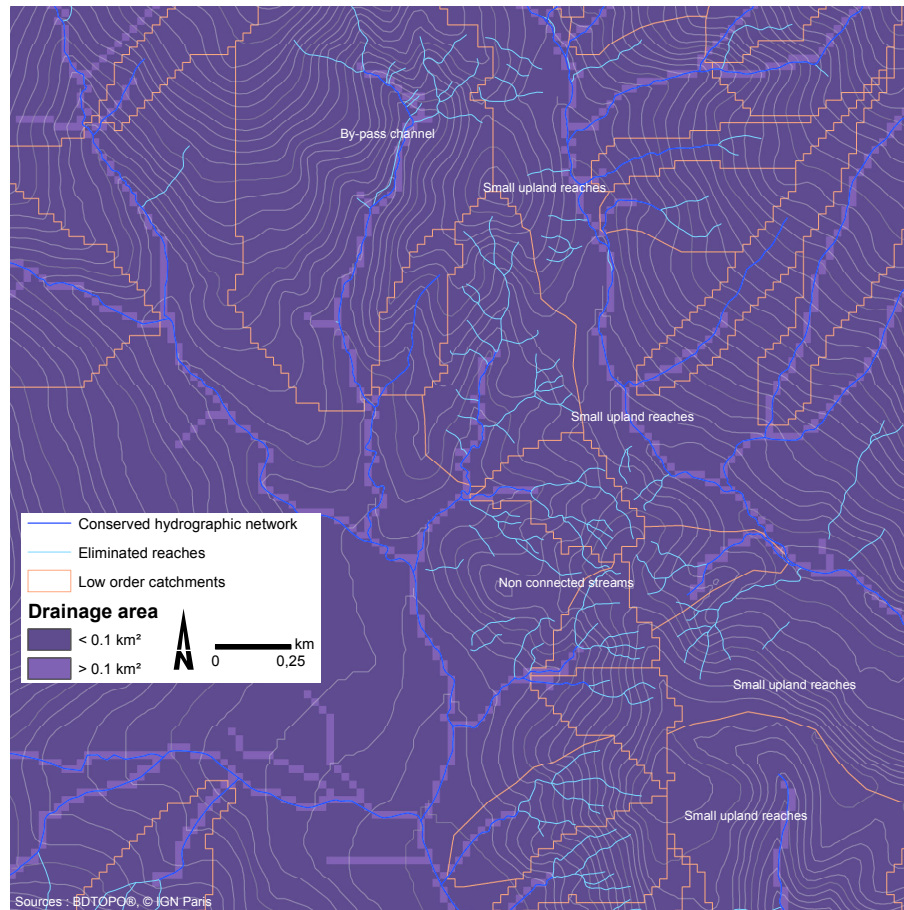 By-pass channel
Small upland reaches
Small upland reaches
Conserved hydrographic network
Eliminated reaches
Low order catchments
Drainage area
< 0.1 km²
> 0.1 km²
N
km
0 0,25
Non connected streams
Small upland reaches
Small upland reaches
Sources : BDTOPO®, © IGN Paris